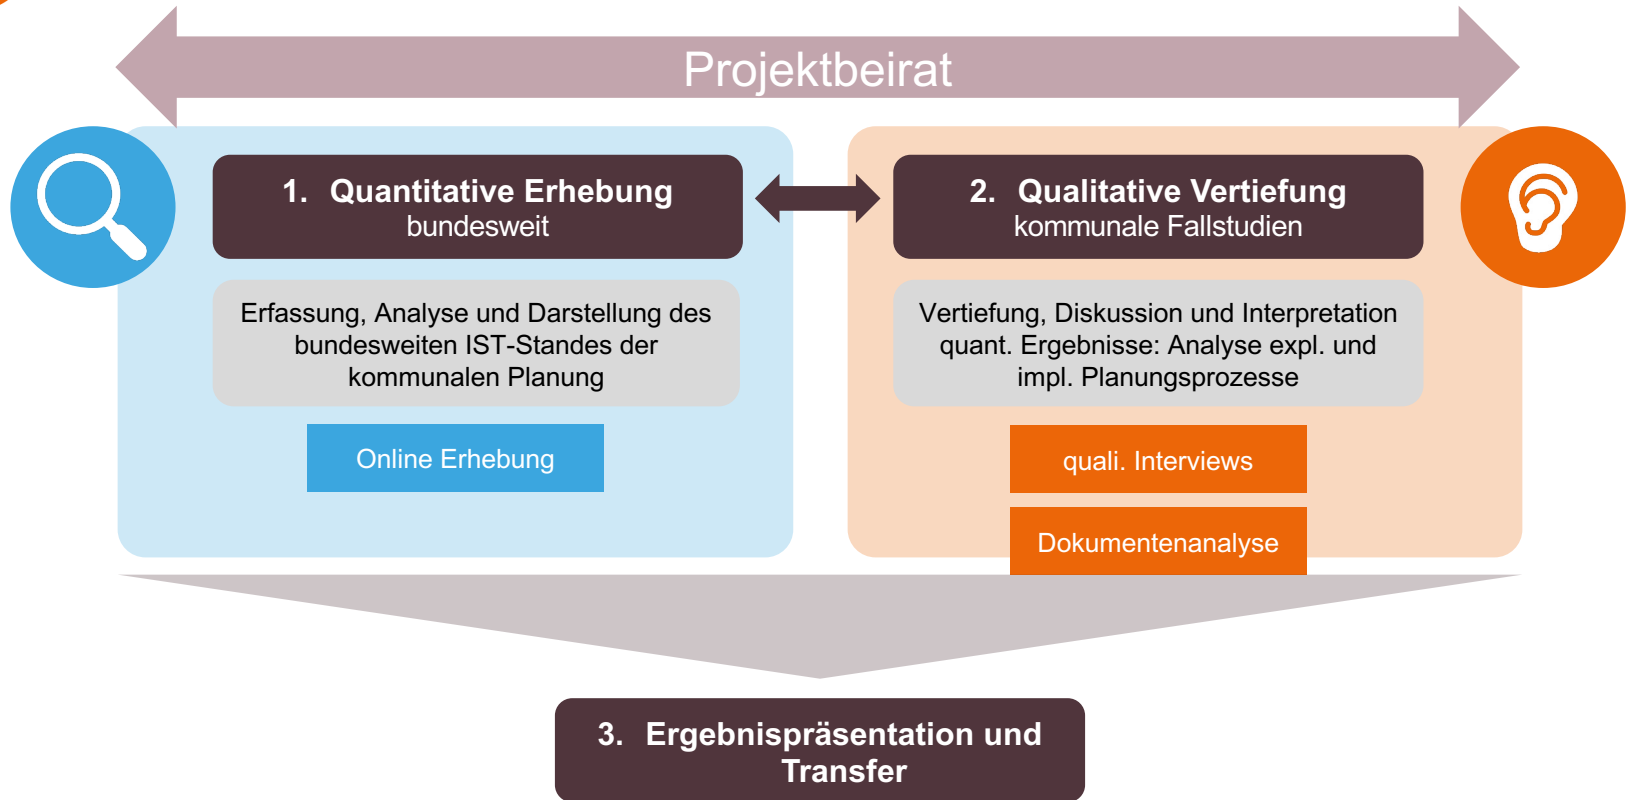 Projektbeirat
1. Quantitative Erhebung
bundesweit
Erfassung, Analyse und Darstellung des
bundesweiten IST-Standes der
kommunalen Planung
Online Erhebung
2. Qualitative Vertiefung
kommunale Fallstudien
Vertiefung, Diskussion und Interpretation
quant. Ergebnisse: Analyse expl. und
impl. Planungsprozesse
quali. Interviews
Dokumentenanalyse
3. Ergebnispräsentation und
Transfer